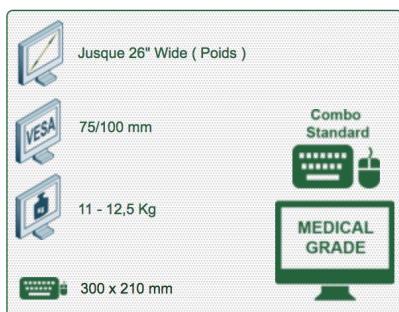 Jusque 26" Wide ( Poids )
VESA
75/100 mm
Combo
Standard
KG
11 - 12,5 Kg
MEDICAL
GRADE
300 x 210 mm